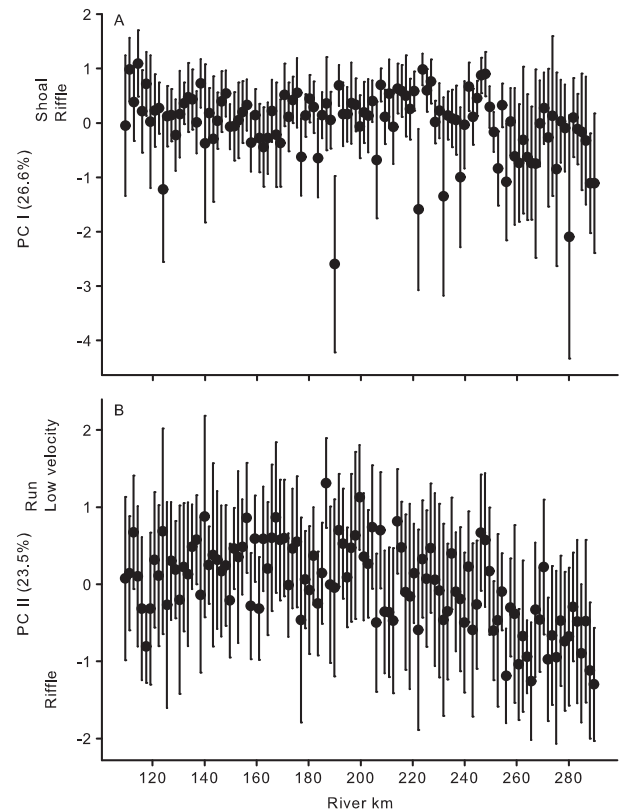 A
2
1
0
-1
-2
-3
-4
Shoal
Riffle
PC I (26.6%)
B
2
1
0
-1
-2
Run
Low velocity
PC II (23.5%)
Riffle
120 140 160 180 200 220 240 260 280
River km